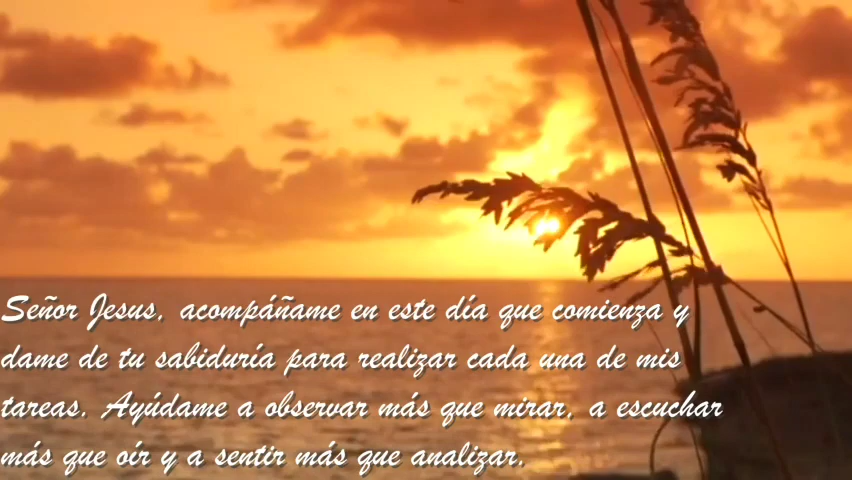 Señor Jesus, acompáñame en este día que comienza y
dame de tu sabiduría para realizar cada una de mis
tareas. Ayúdame a observar más que mirar, a escuchar
más que oír y a sentir más que analizar.